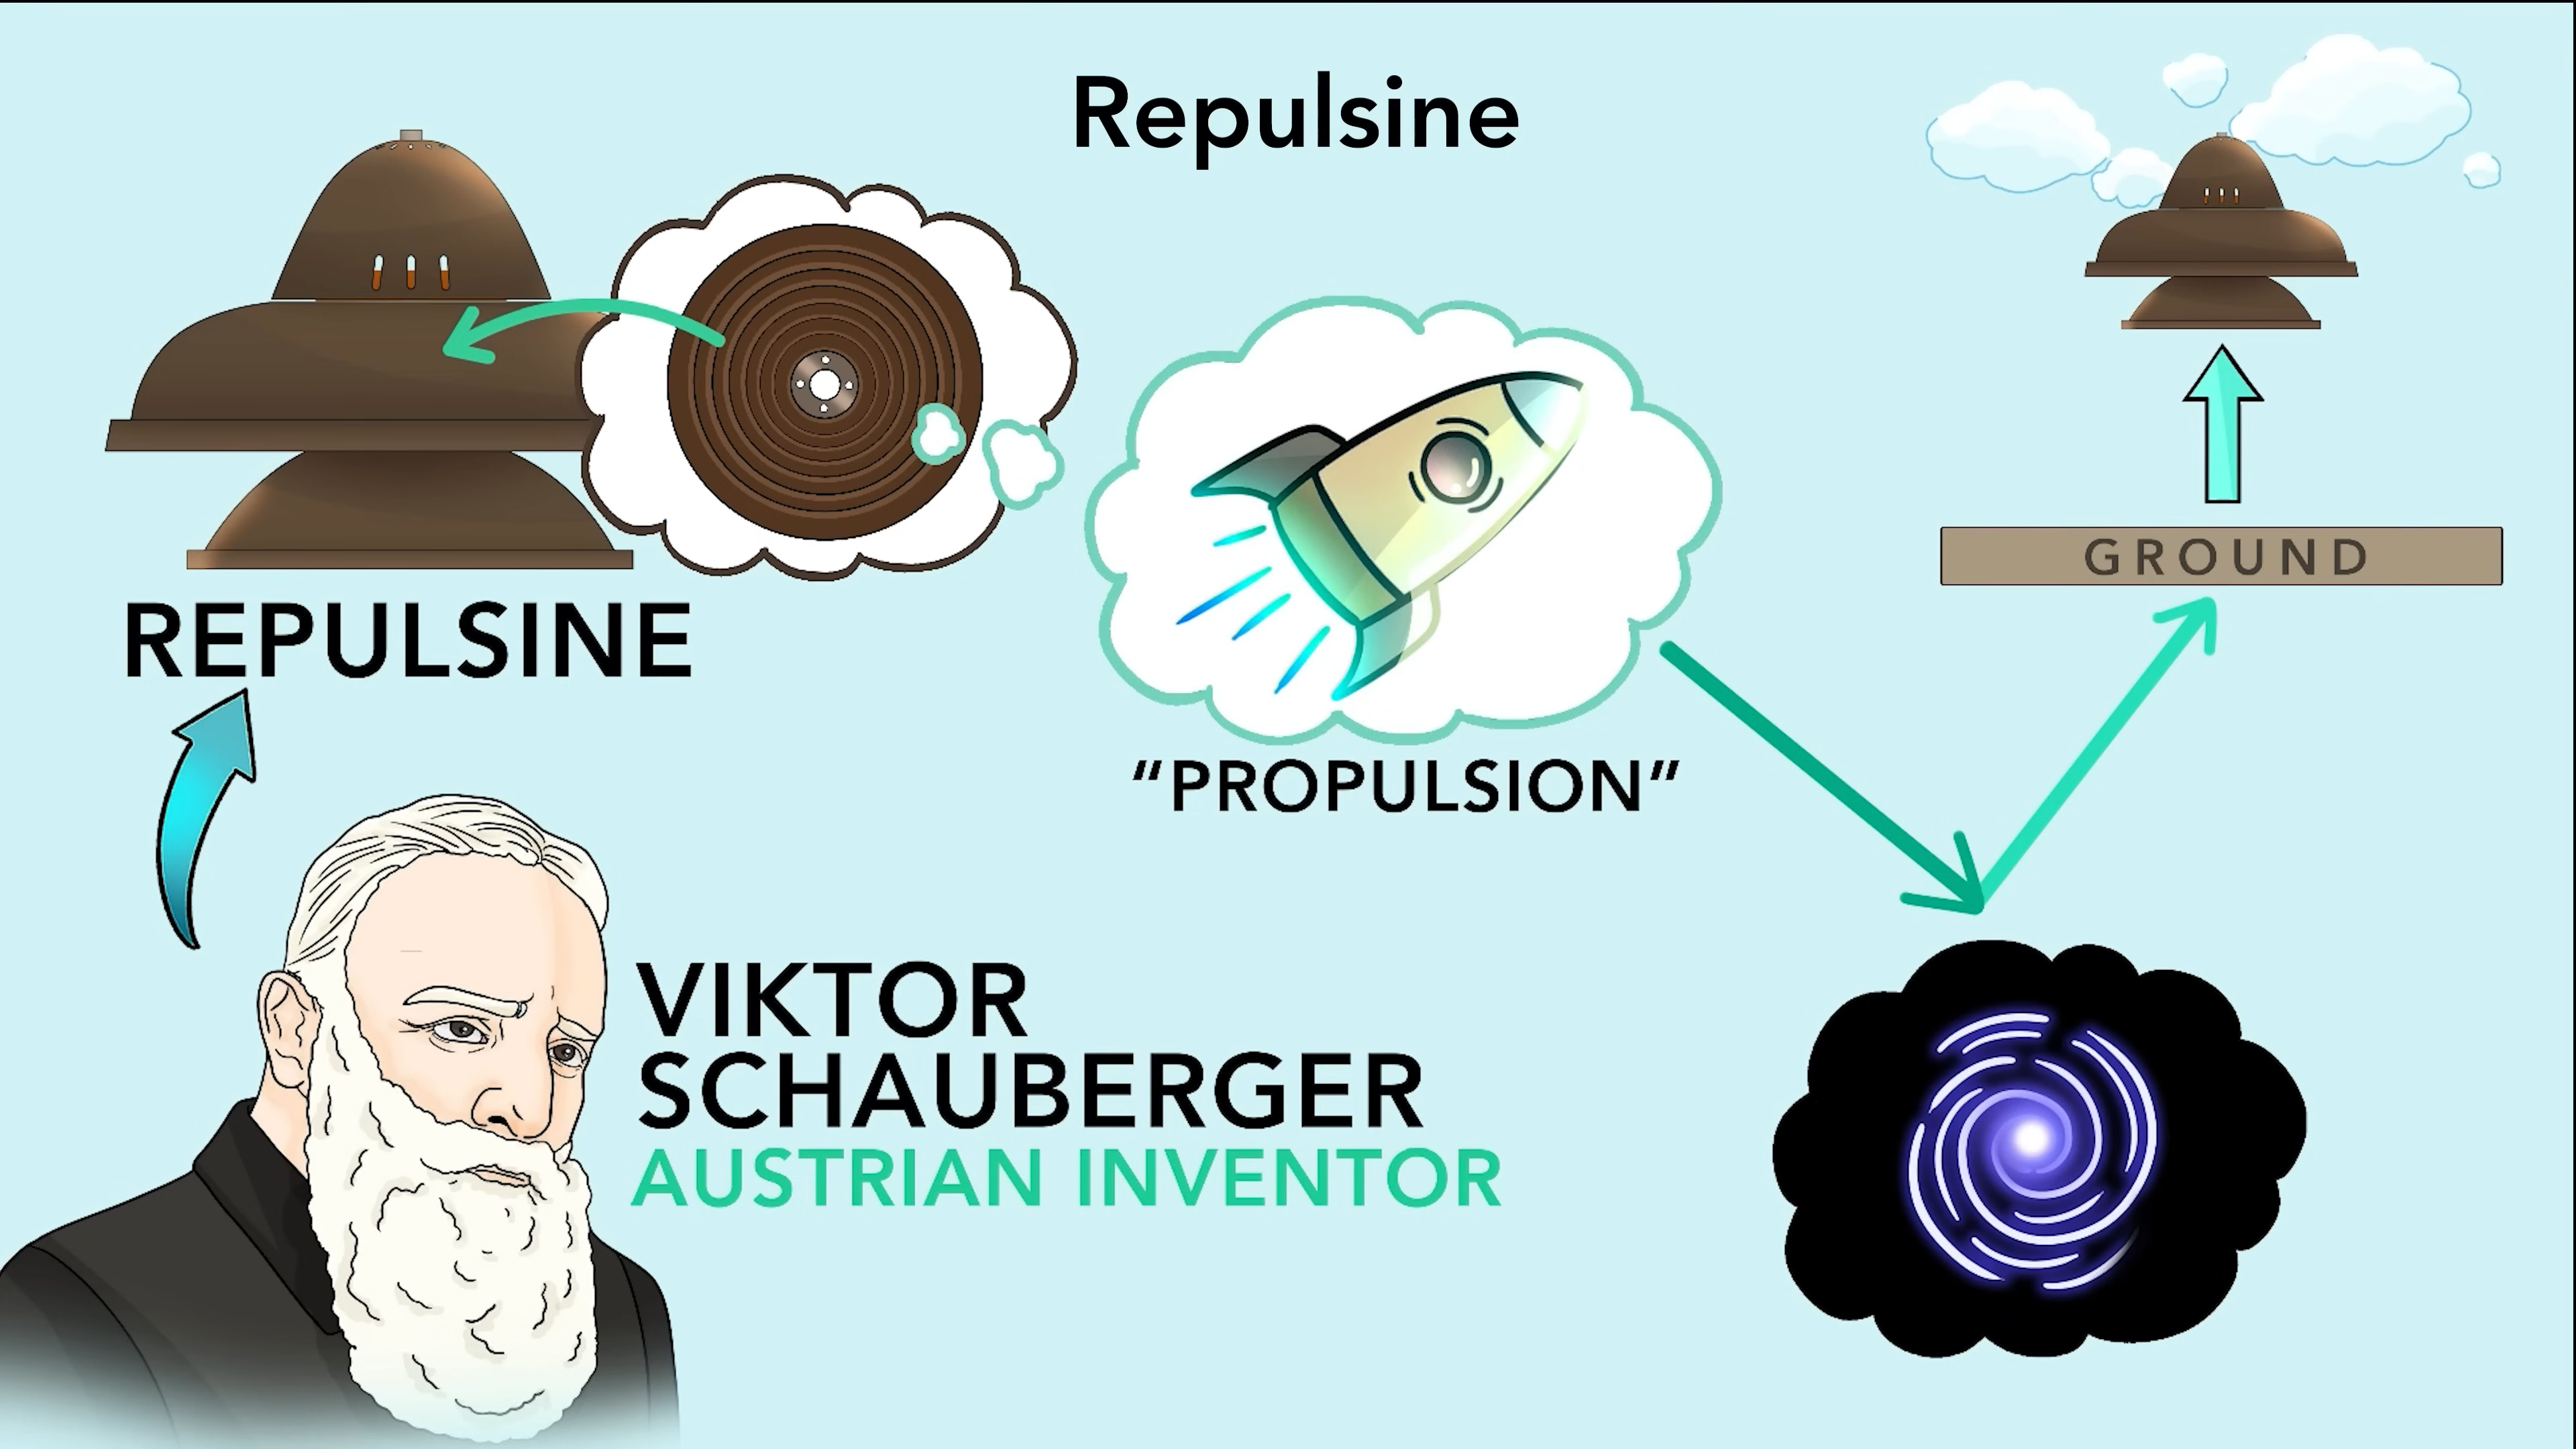 Repulsine
REPULSINE
"PROPULSION"
GROUND
VIKTOR
SCHAUBERGER
AUSTRIAN INVENTOR